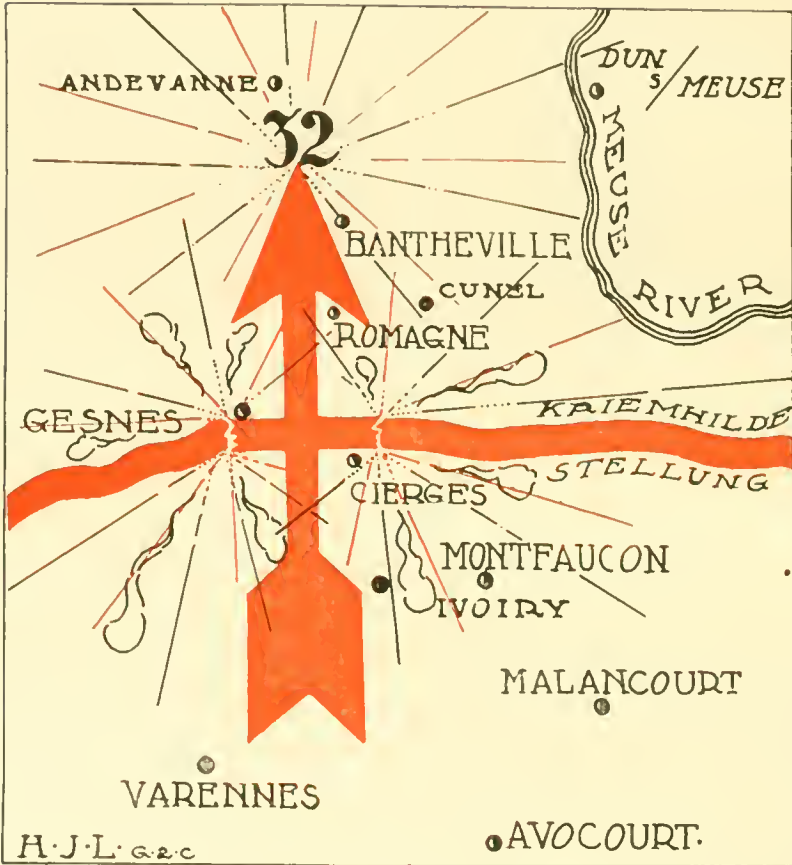 DUN
S/MEUSE
ANDEVANNE
32
MEUSE
RIVER
BANTHEVILLE
CUNEL
ROMAGNE
GESNES
KRIEMHILDE
STELLUNG
CIERGES
MONTFAUCON
IVOIRY
MALANCOURT
VARENNES
AVOCOURT.
H·J·L· G·2·C